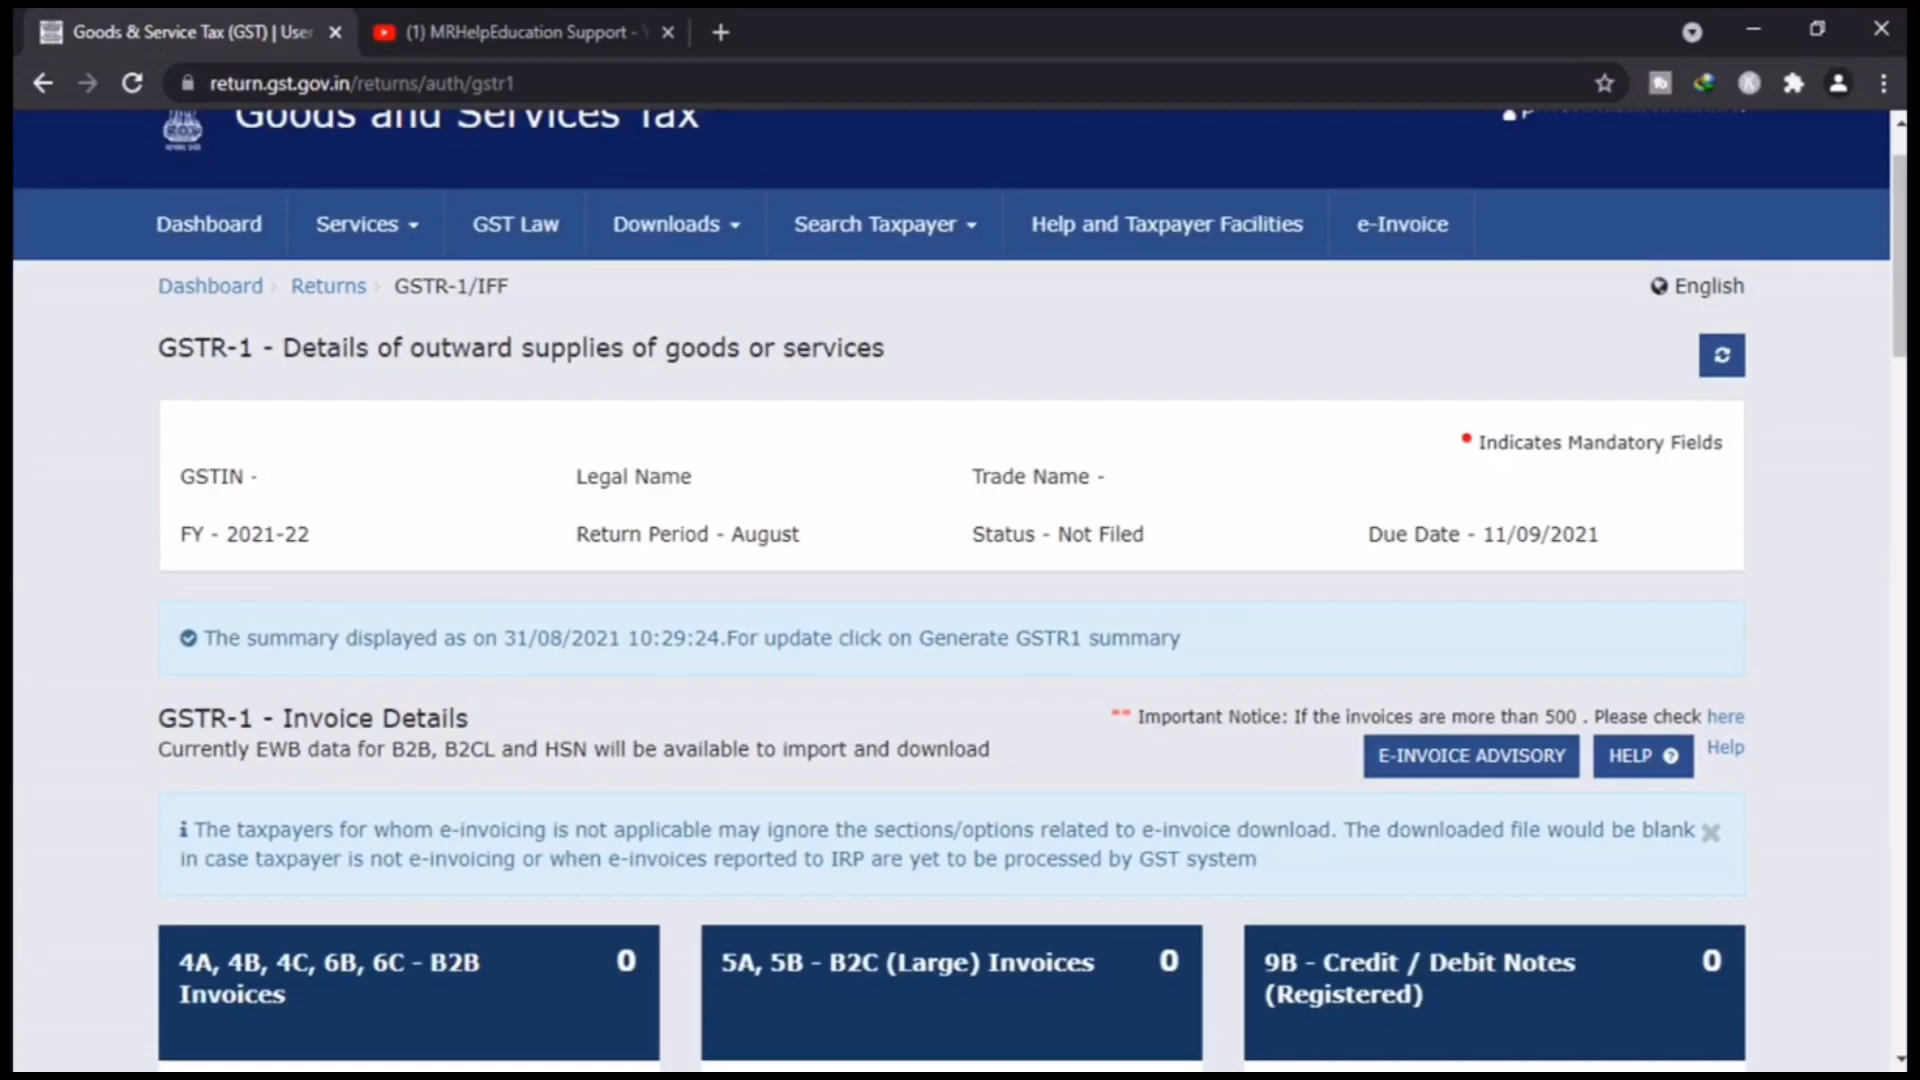 Goods & Service Tax (GST) | User
(1) MRHelpEducation Support -
return.gst.gov.in/returns/auth/gstr1
Goods and Services Tax
Dashboard Services GST Law Downloads Search Taxpayer Help and Taxpayer Facilities e-Invoice
Dashboard Returns GSTR-1/IFF English
GSTR-1 - Details of outward supplies of goods or services
Indicates Mandatory Fields
GSTIN - Legal Name Trade Name -
FY - 2021-22 Return Period - August Status - Not Filed Due Date - 11/09/2021
The summary displayed as on 31/08/2021 10:29:24.For update click on Generate GSTR1 summary
GSTR-1 - Invoice Details
** Important Notice: If the invoices are more than 500 . Please check here
Currently EWB data for B2B, B2CL and HSN will be available to import and download
E-INVOICE ADVISORY HELP Help
The taxpayers for whom e-invoicing is not applicable may ignore the sections/options related to e-invoice download. The downloaded file would be blank
in case taxpayer is not e-invoicing or when e-invoices reported to IRP are yet to be processed by GST system
4A, 4B, 4C, 6B, 6C - B2B 0
Invoices
5A, 5B - B2C (Large) Invoices 0
9B - Credit / Debit Notes 0
(Registered)